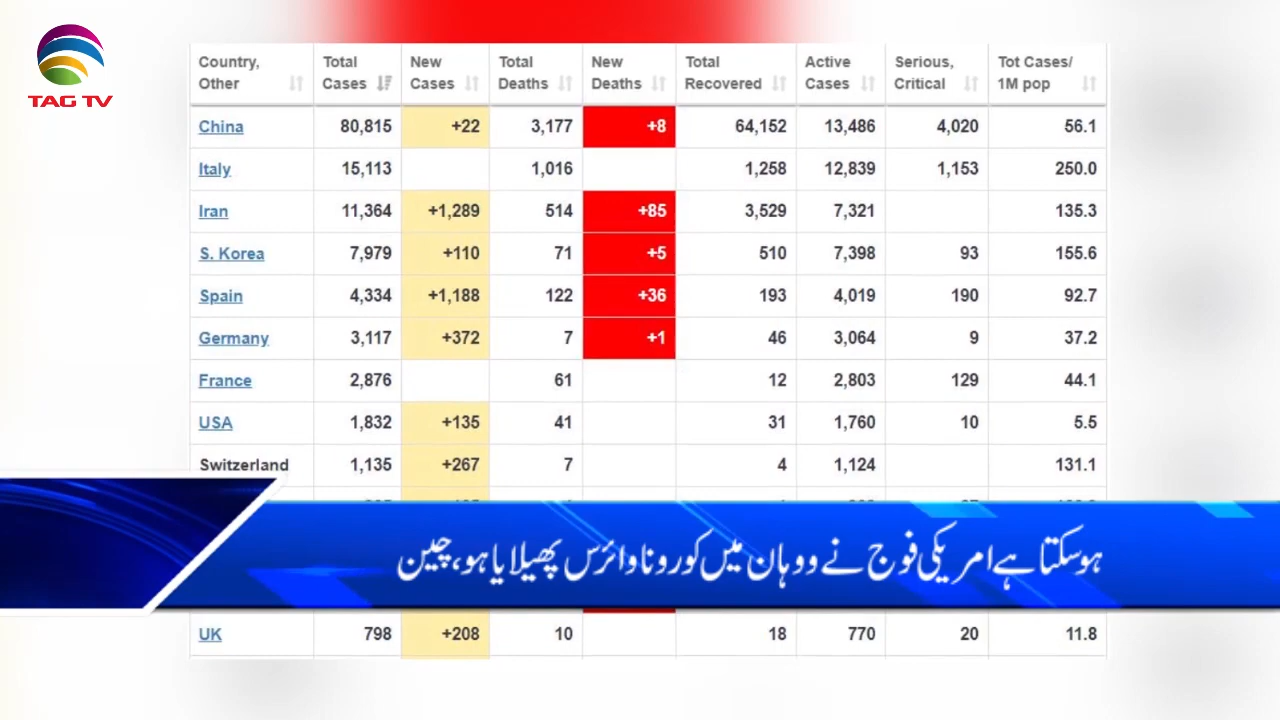 TAG TV
Country, Other Total Cases New Cases Total Deaths New Deaths Total Recovered Active Cases Serious, Critical Tot Cases/ 1M pop
China 80,815 +22 3,177 +8 64,152 13,486 4,020 56.1
Italy 15,113 1,016 1,258 12,839 1,153 250.0
Iran 11,364 +1,289 514 +85 3,529 7,321 135.3
S. Korea 7,979 +110 71 +5 510 7,398 93 155.6
Spain 4,334 +1,188 122 +36 193 4,019 190 92.7
Germany 3,117 +372 7 +1 46 3,064 9 37.2
France 2,876 61 12 2,803 129 44.1
USA 1,832 +135 41 31 1,760 10 5.5
Switzerland 1,135 +267 7 4 1,124 131.1
ہوسکتا ہے امریکی فوج نے ووہان میں کورونا وائرس پھیلایا ہو، چین
UK 798 +208 10 18 770 20 11.8